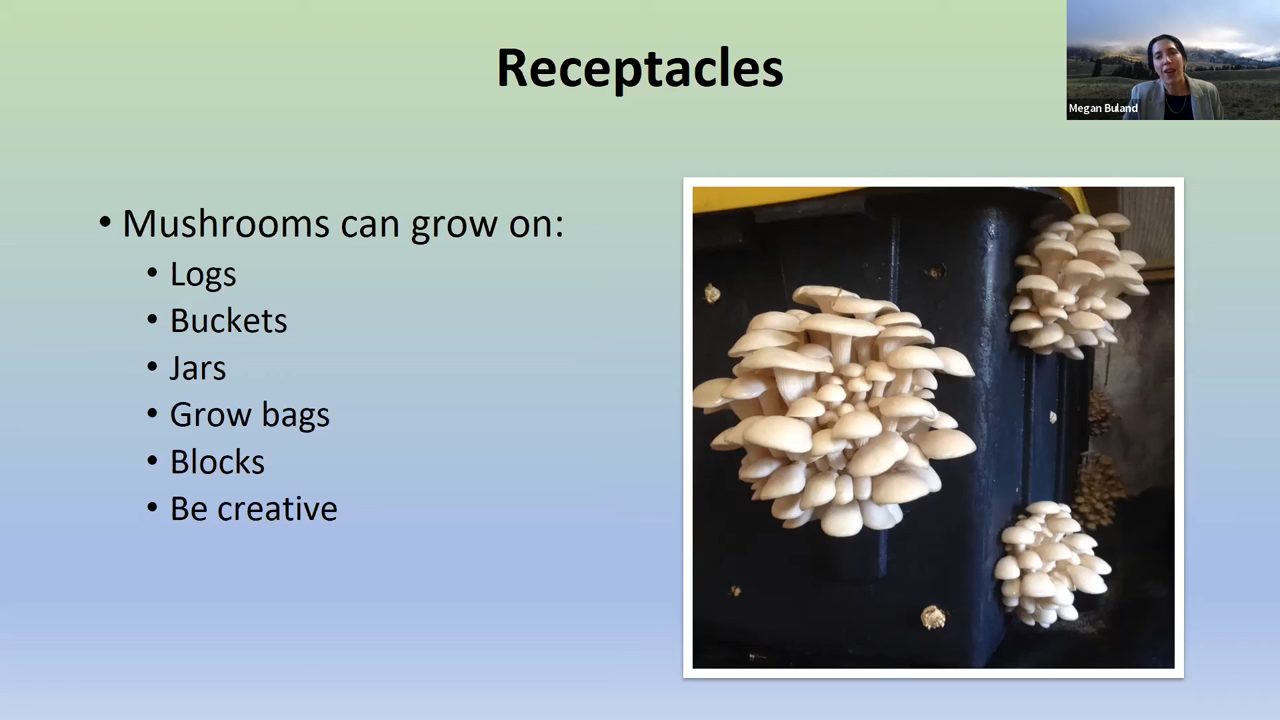 Receptacles
Megan Buland
• Mushrooms can grow on:
• Logs
• Buckets
• Jars
• Grow bags
• Blocks
• Be creative